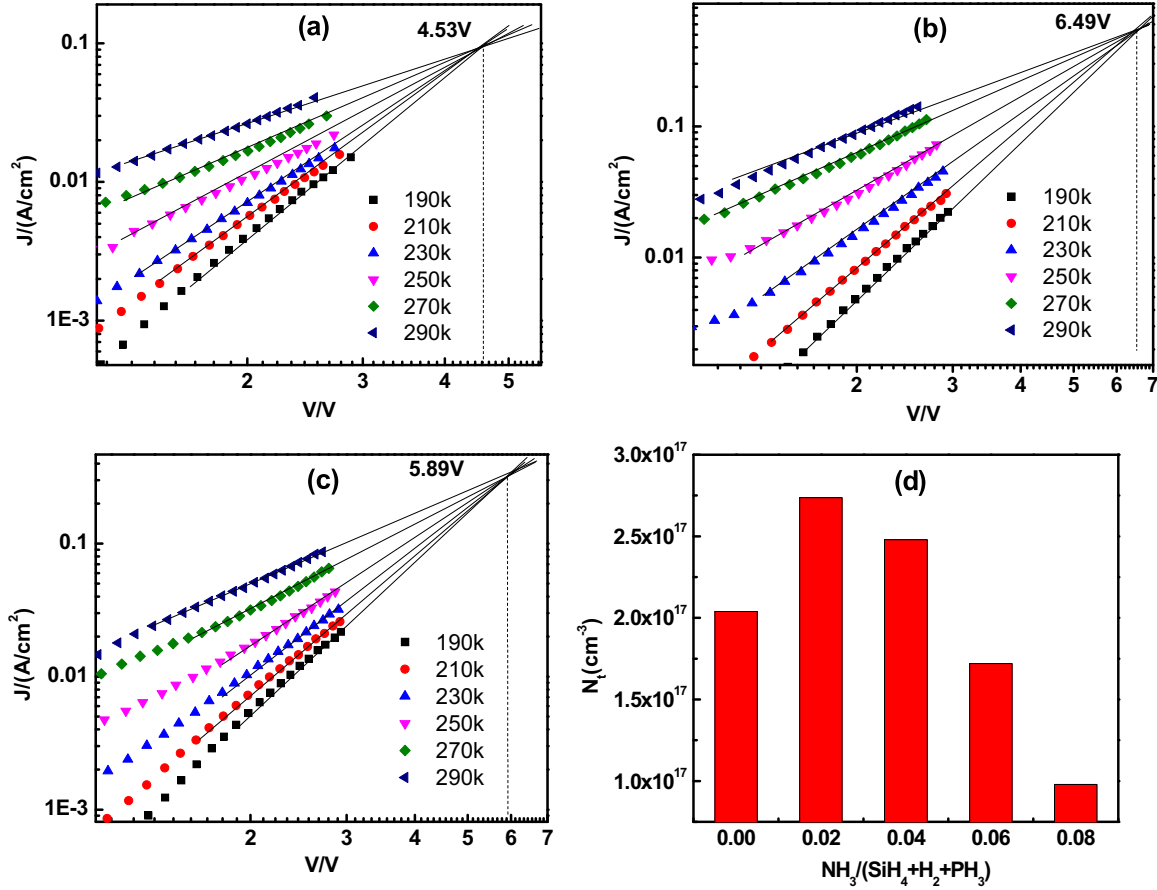 (a)
4.53V
0.1
0.01
1E-3
J/(A/cm²)
190k
210k
230k
250k
270k
290k
2 3 4 5
V/V
(b)
6.49V
0.1
0.01
J/(A/cm²)
190k
210k
230k
250k
270k
290k
2 3 4 5 6 7
V/V
(c)
5.89V
0.1
0.01
1E-3
J/(A/cm²)
190k
210k
230k
250k
270k
290k
2 3 4 5 6 7
V/V
(d)
3.0x10¹⁷
2.5x10¹⁷
2.0x10¹⁷
1.5x10¹⁷
1.0x10¹⁷
Nₜ(cm⁻³)
0.00 0.02 0.04 0.06 0.08
NH₃/(SiH₄+H₂+PH₃)